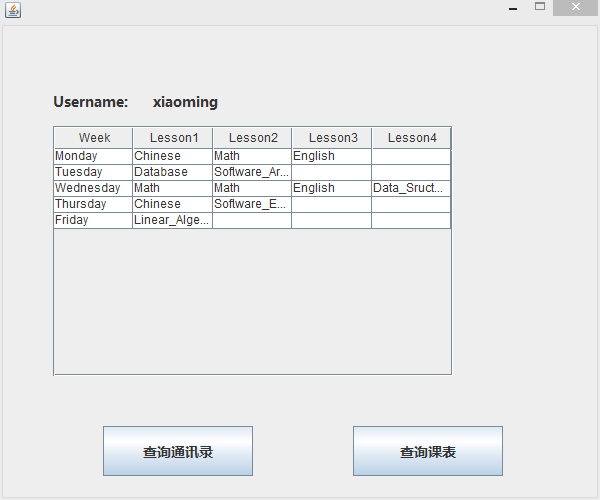 Username: xiaoming
Week Lesson1 Lesson2 Lesson3 Lesson4
Monday Chinese Math English
Tuesday Database Software_Ar...
Wednesday Math Math English Data_Sruct...
Thursday Chinese Software_E...
Friday Linear_Alge...
查询通讯录 查询课表